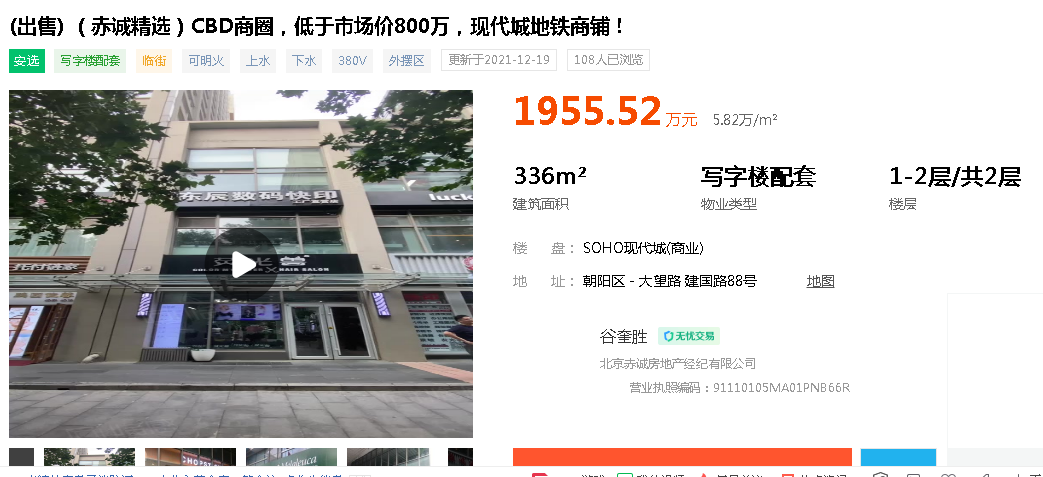 (出售) （赤诚精选）CBD商圈，低于市场价800万，现代城地铁商铺！
安选 写字楼配套 临街 可明火 上水 下水 380V 外摆区 更新于2021-12-19 108人已浏览
1955.52万元 5.82万/m²
336m² 写字楼配套 1-2层/共2层
建筑面积 物业类型 楼层
楼 盘： SOHO现代城(商业)
地 址： 朝阳区 - 大望路 建国路88号 地图
谷奎胜 无忧交易
北京赤诚房地产经纪有限公司
营业执照编码：91110105MA01PNB66R
东辰数码快印
luck
HAIR SALON